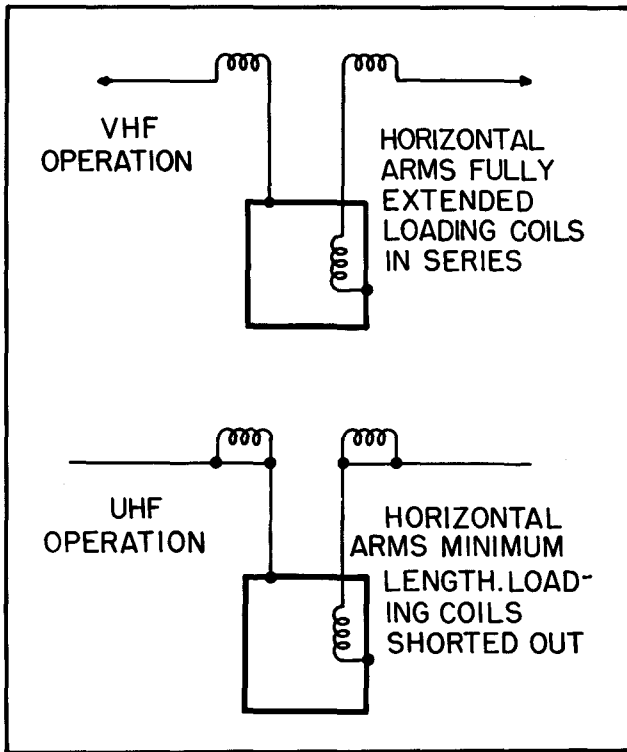 VHF
OPERATION
HORIZONTAL
ARMS FULLY
EXTENDED
LOADING COILS
IN SERIES
UHF
OPERATION
HORIZONTAL
ARMS MINIMUM
LENGTH.LOAD-
ING COILS
SHORTED OUT